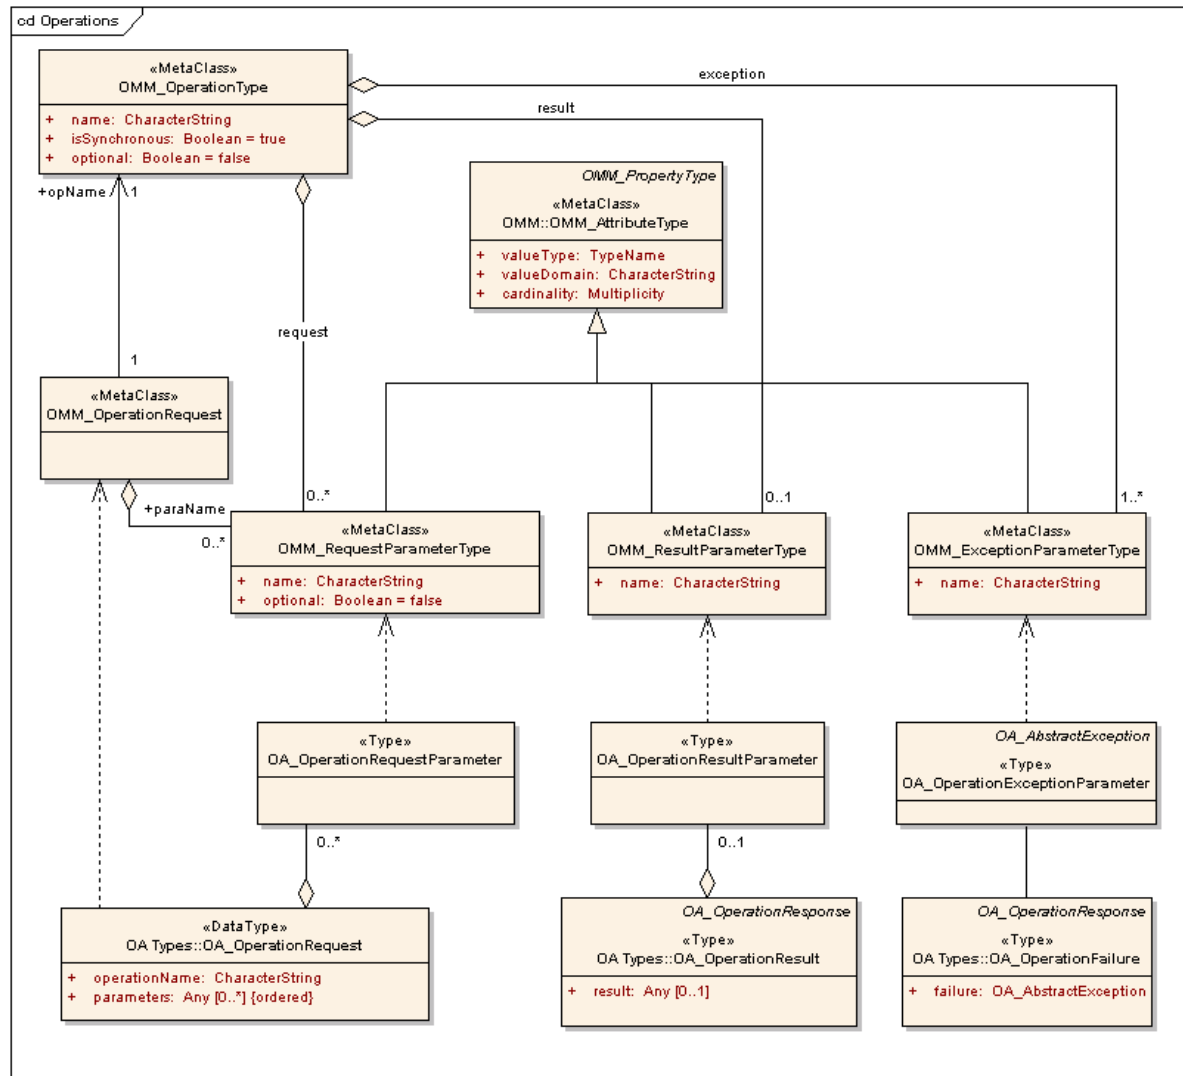 cd Operations
«MetaClass»
OMM_OperationType
+ name: CharacterString
+ isSynchronous: Boolean = true
+ optional: Boolean = false
exception
result
+opName
1
OMM_PropertyType
«MetaClass»
OMM::OMM_AttributeType
+ valueType: TypeName
+ valueDomain: CharacterString
+ cardinality: Multiplicity
request
1
«MetaClass»
OMM_OperationRequest
+paraName
0..*
0..*
0..1
1..*
«MetaClass»
OMM_RequestParameterType
+ name: CharacterString
+ optional: Boolean = false
«MetaClass»
OMM_ResultParameterType
+ name: CharacterString
«MetaClass»
OMM_ExceptionParameterType
+ name: CharacterString
«Type»
OA_OperationRequestParameter
«Type»
OA_OperationResultParameter
OA_AbstractException
«Type»
OA_OperationExceptionParameter
0..*
0..1
«DataType»
OA Types::OA_OperationRequest
+ operationName: CharacterString
+ parameters: Any [0..*] {ordered}
OA_OperationResponse
«Type»
OA Types::OA_OperationResult
+ result: Any [0..1]
OA_OperationResponse
«Type»
OA Types::OA_OperationFailure
+ failure: OA_AbstractException